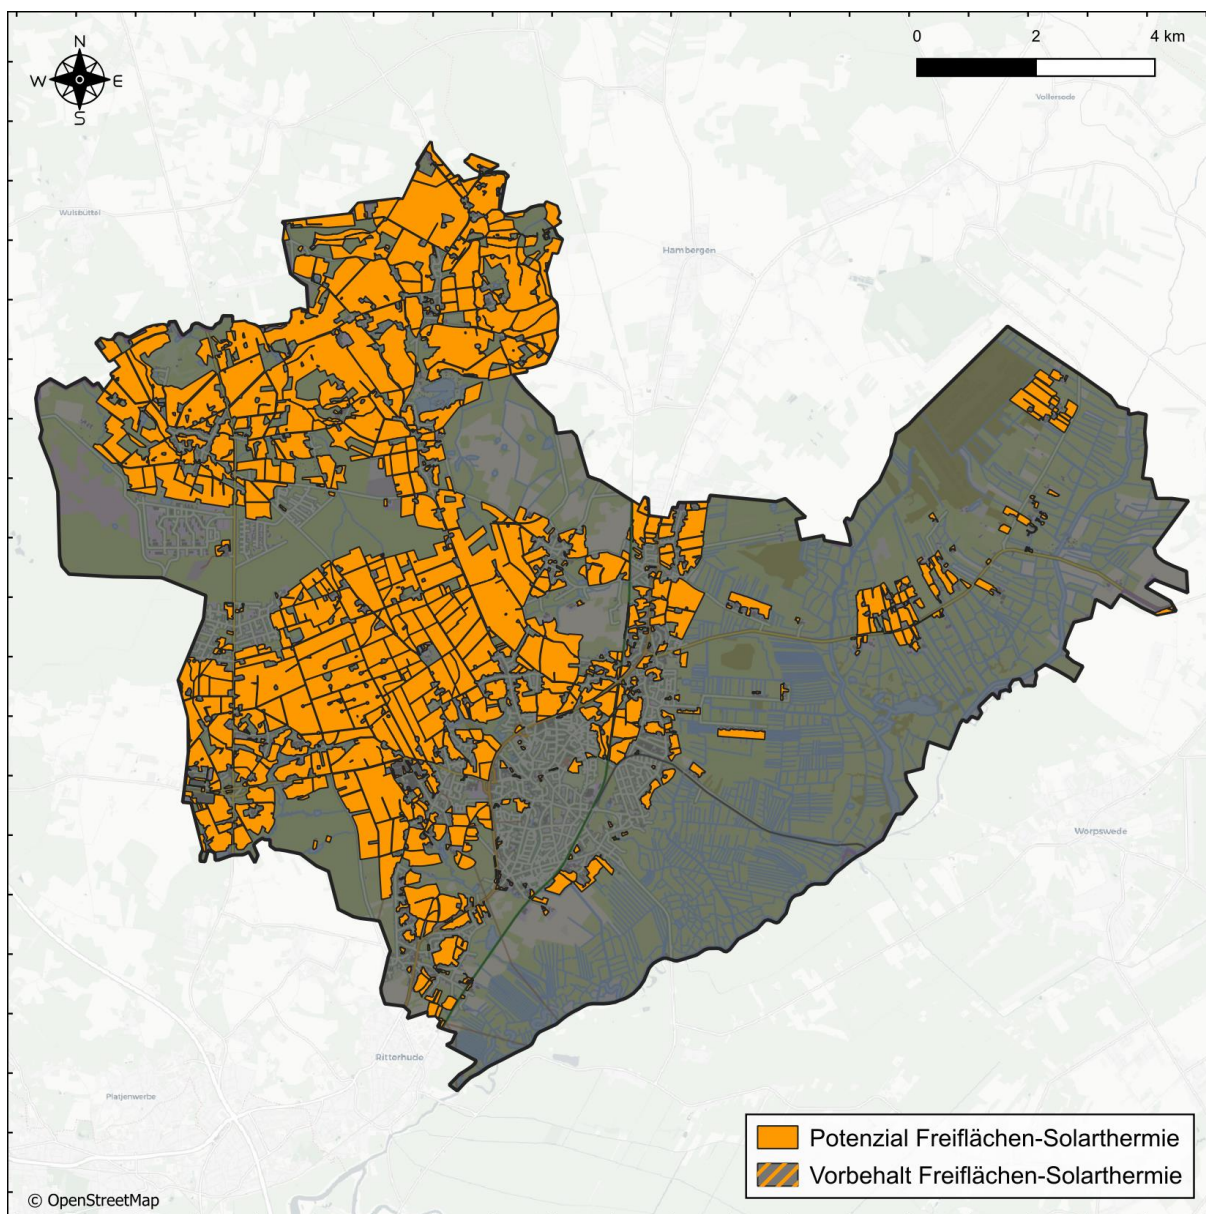 0 2 4 km
N
W E
S
Vollersode
Wulsbüttel
Hambergen
Worpswede
Ritterhude
Platjenwerbe
Potenzial Freiflächen-Solarthermie
Vorbehalt Freiflächen-Solarthermie
© OpenStreetMap